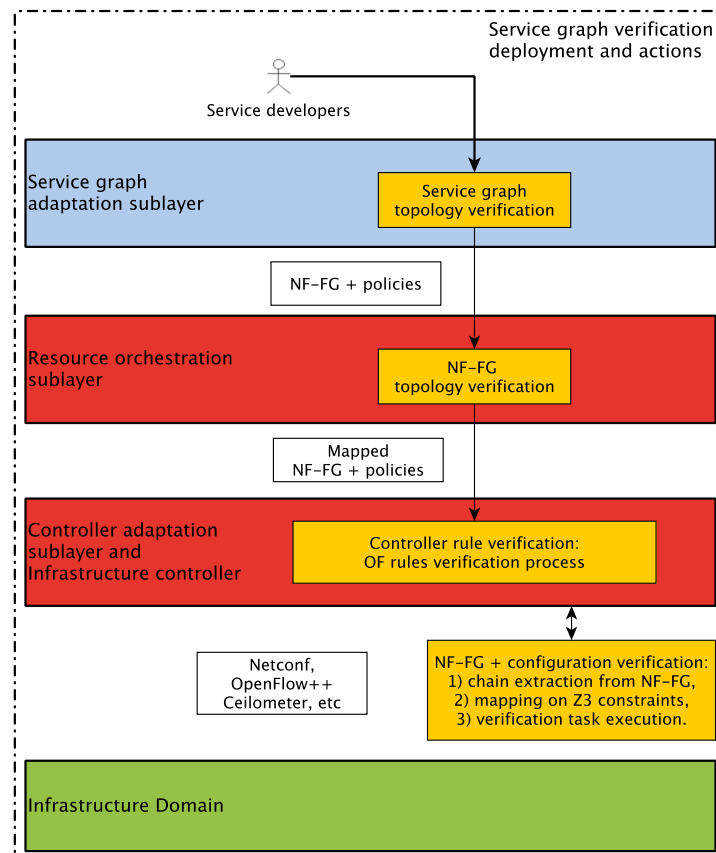 Service graph verification
deployment and actions
Service developers
Service graph
adaptation sublayer
Service graph
topology verification
NF-FG + policies
Resource orchestration
sublayer
NF-FG
topology verification
Mapped
NF-FG + policies
Controller adaptation
sublayer and
Infrastructure controller
Controller rule verification:
OF rules verification process
Netconf,
OpenFlow++
Ceilometer, etc
NF-FG + configuration verification:
1) chain extraction from NF-FG,
2) mapping on Z3 constraints,
3) verification task execution.
Infrastructure Domain